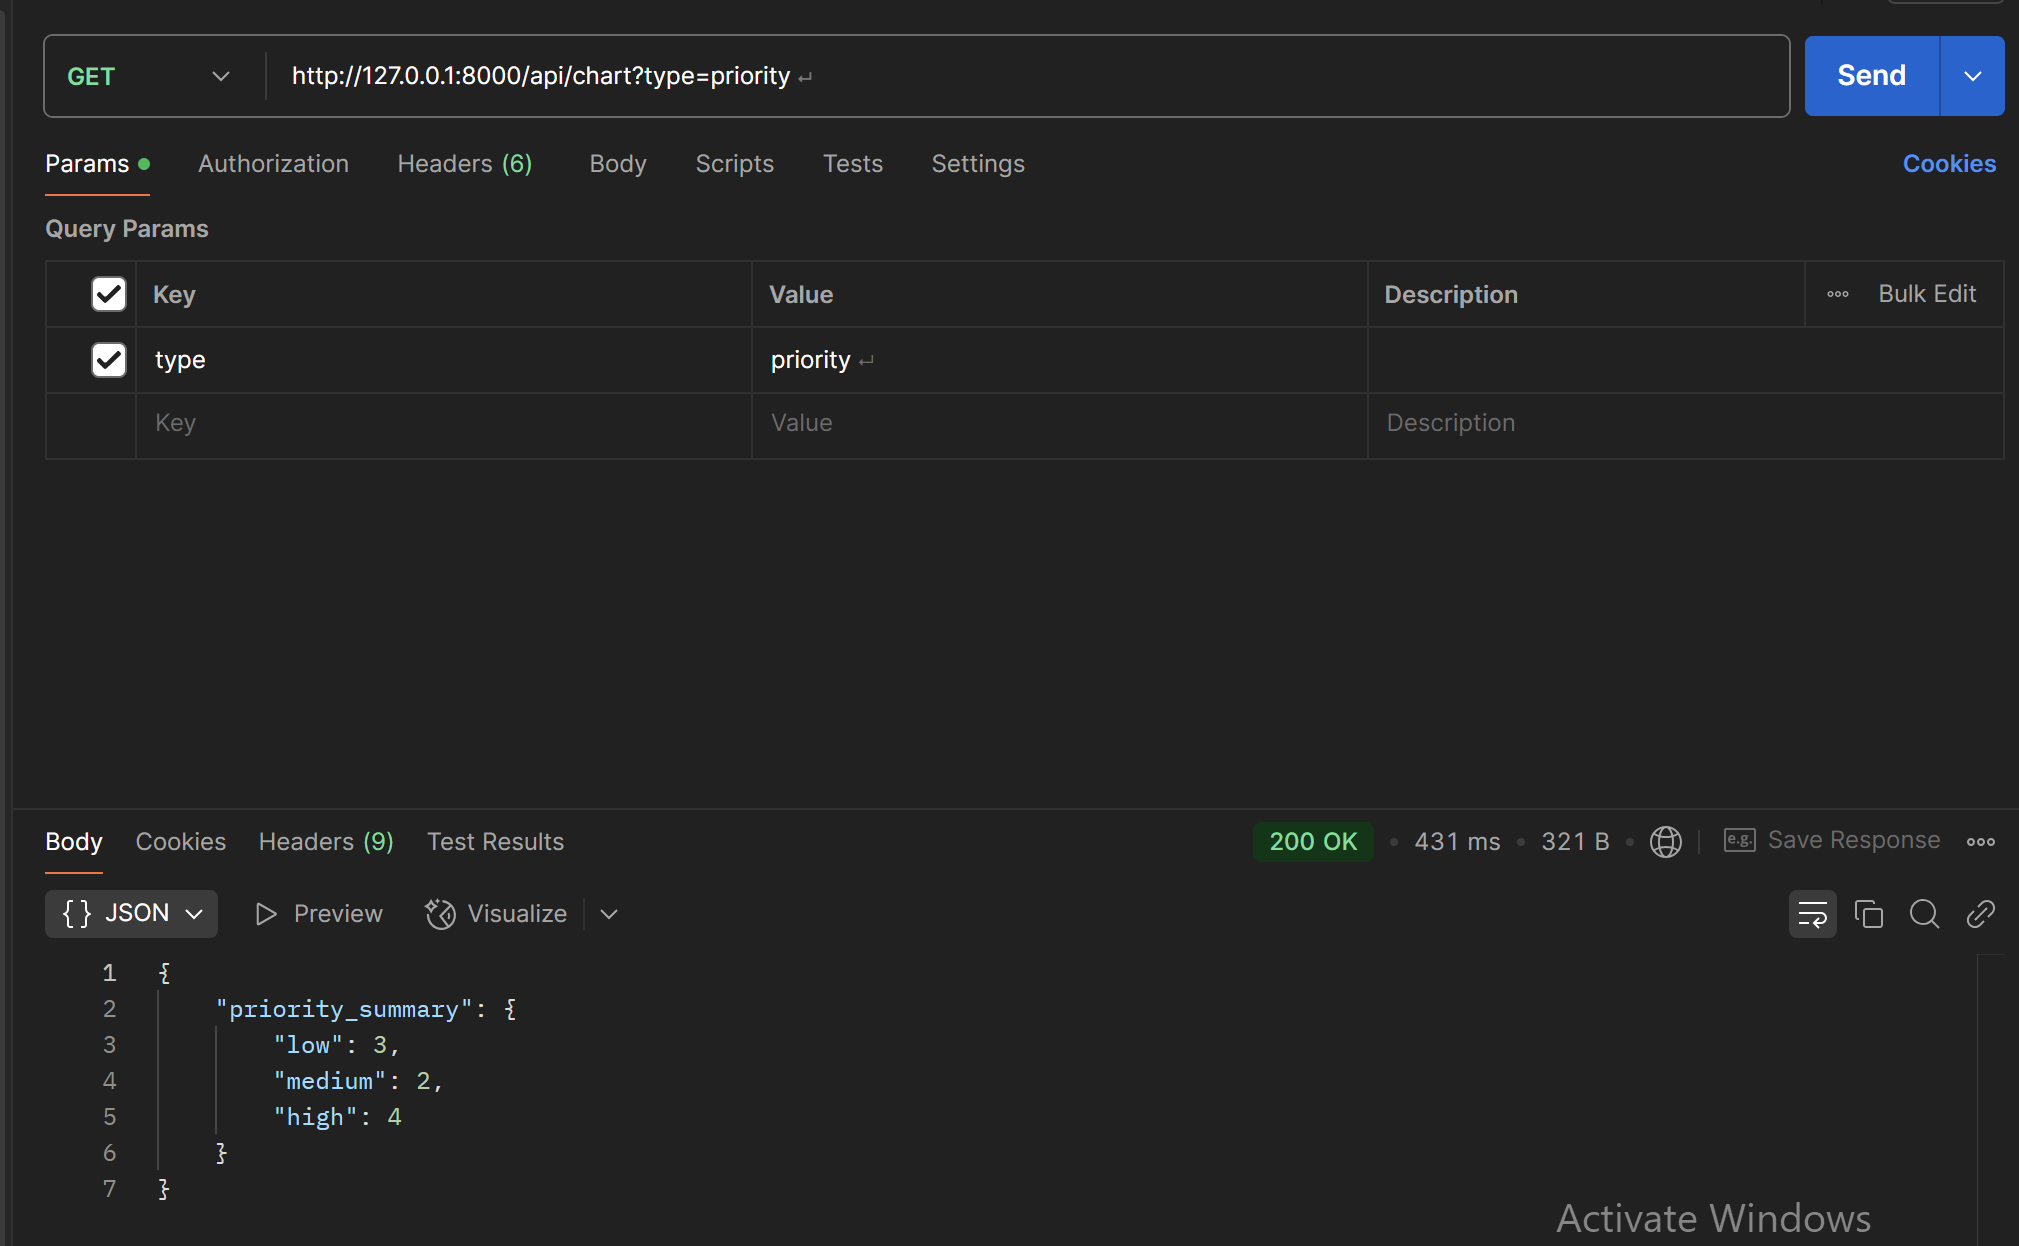 GET http://127.0.0.1:8000/api/chart?type=priority ↵ Send
Params Authorization Headers (6) Body Scripts Tests Settings Cookies
Query Params
Key Value Description Bulk Edit
type priority ↵
Key Value Description
Body Cookies Headers (9) Test Results 200 OK • 431 ms • 321 B • e.g. Save Response
{} JSON Preview Visualize
1 {
2 "priority_summary": {
3 "low": 3,
4 "medium": 2,
5 "high": 4
6 }
7 }
Activate Windows